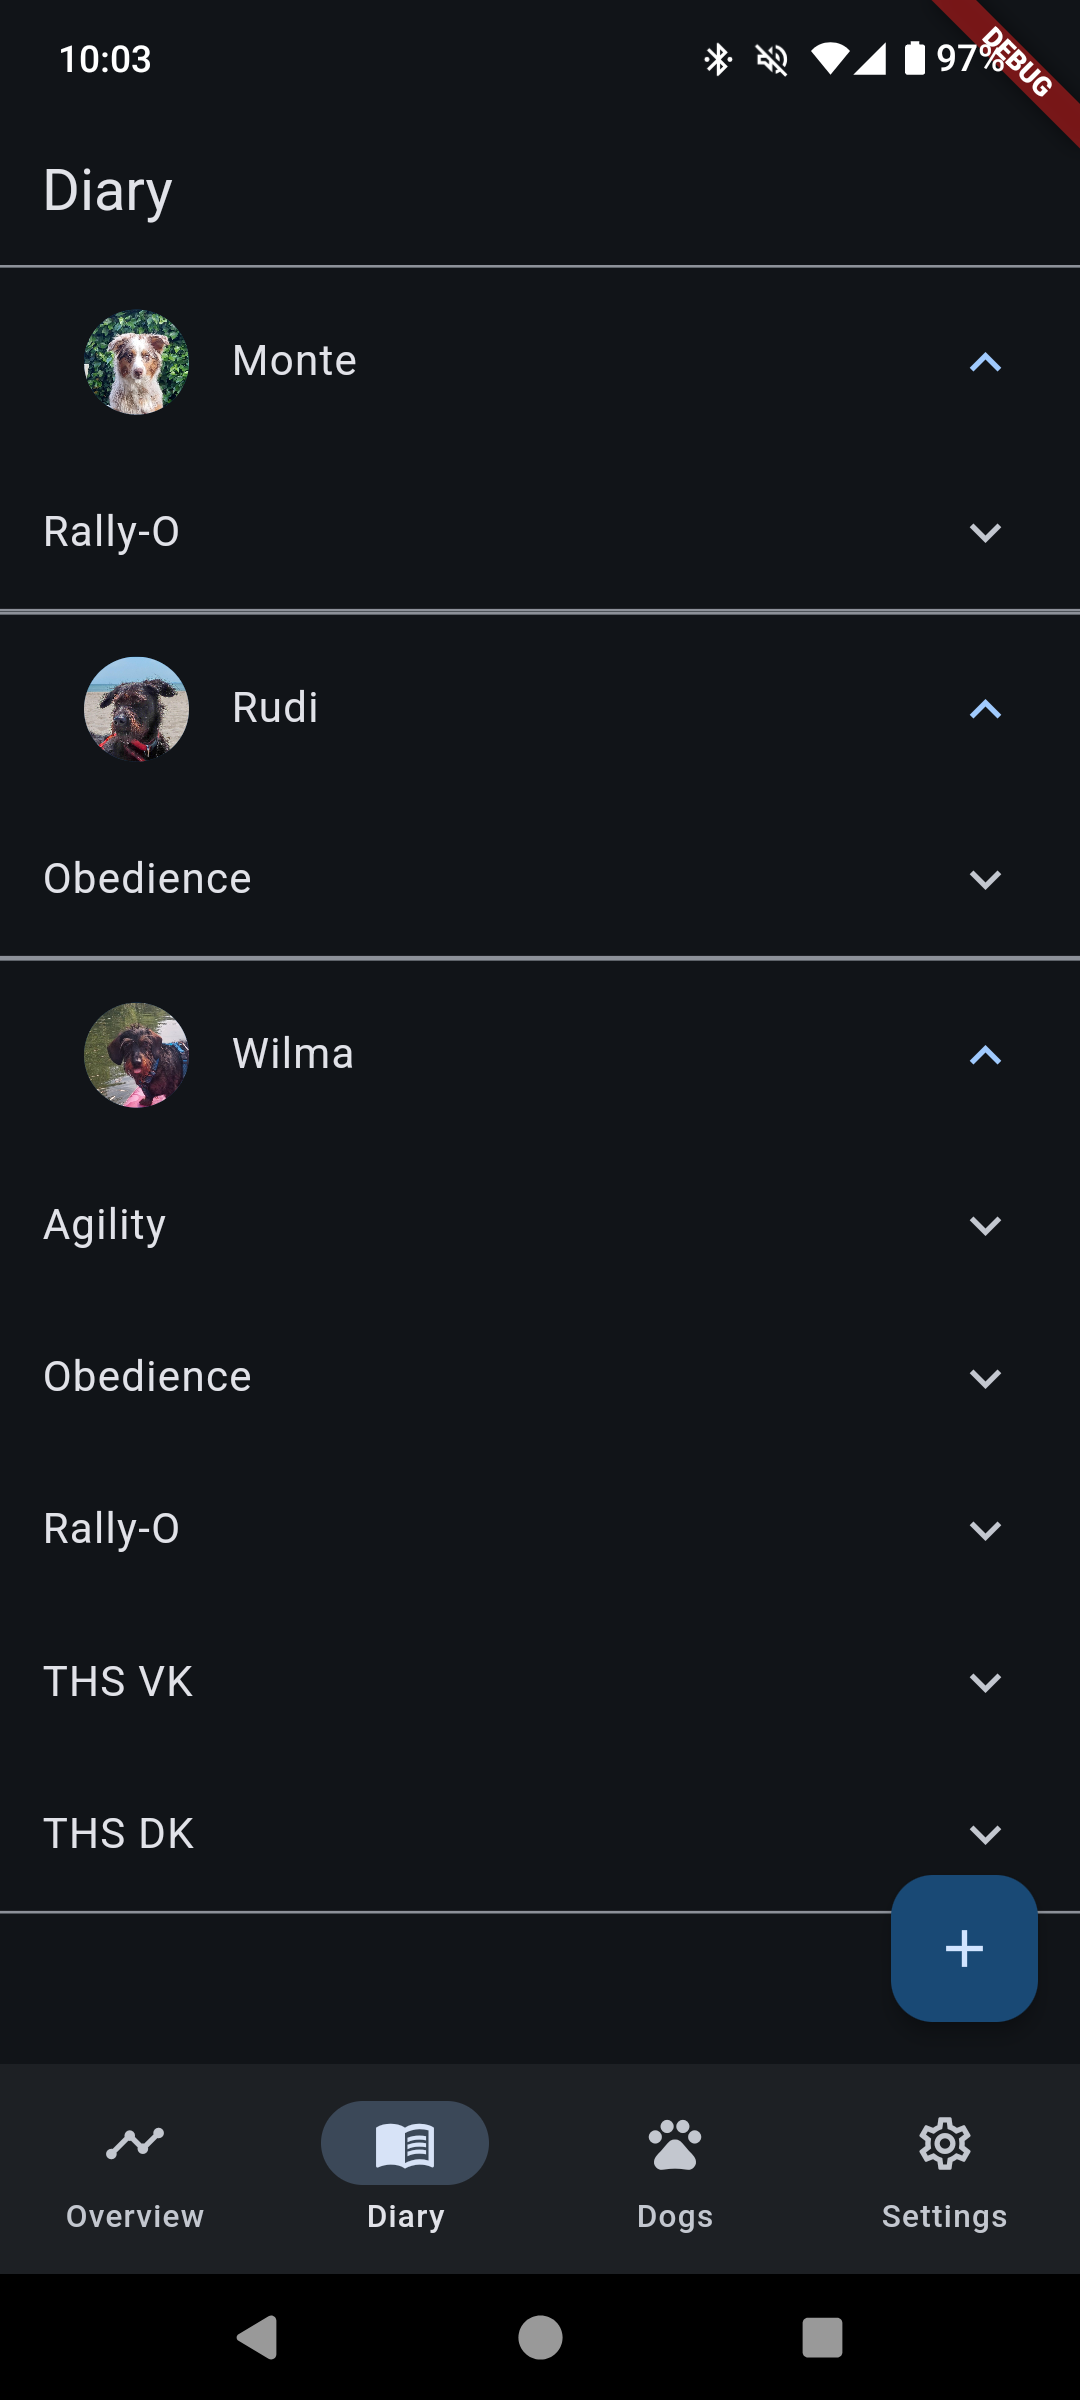 10:03
97%
DEBUG
Diary
Monte
Rally-O
Rudi
Obedience
Wilma
Agility
Obedience
Rally-O
THS VK
THS DK
Overview
Diary
Dogs
Settings